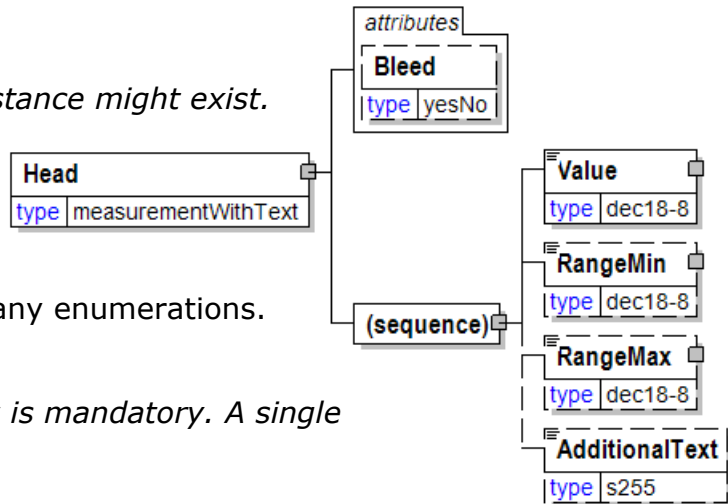 attributes
Bleed
type yesNo
stance might exist.
Head
type measurementWithText
Value
type dec18-8
RangeMin
type dec18-8
any enumerations.
(sequence)
RangeMax
type dec18-8
is mandatory. A single
AdditionalText
type s255